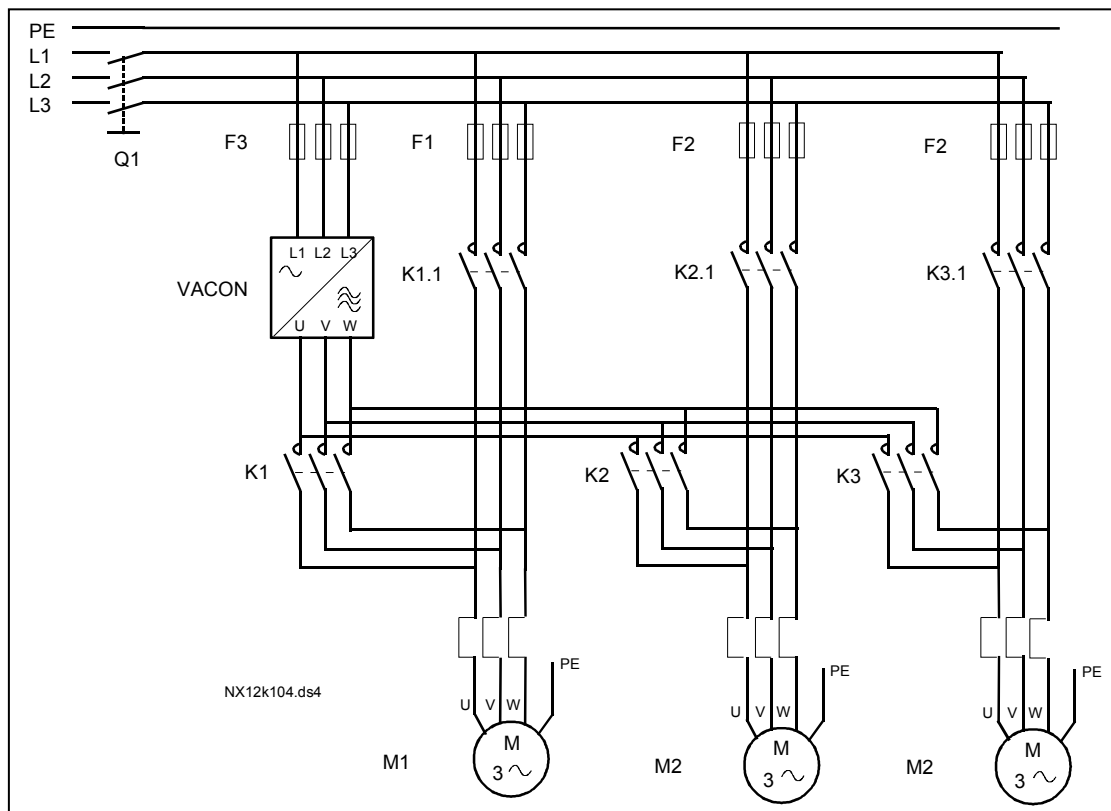 PE
L1
L2
L3
Q1
F3
F1
F2
F2
L1 L2 L3
VACON
U V W
K1.1
K2.1
K3.1
K1
K2
K3
PE
PE
PE
NX12k104.ds4
U V W
U V W
U V W
M1
M
3
M2
M
3
M2
M
3